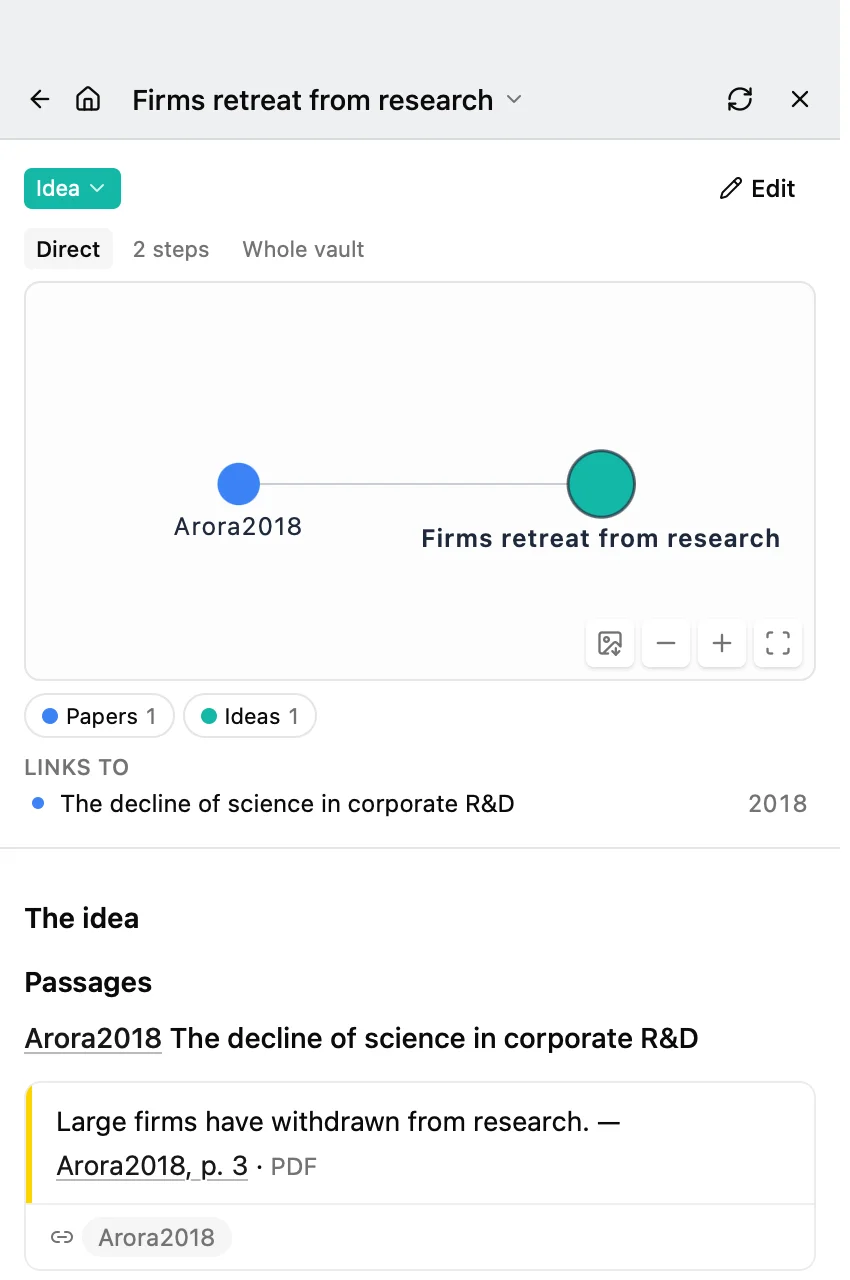 Firms retreat from research
Idea
Edit
Direct 2 steps Whole vault
Arora2018
Firms retreat from research
Papers 1 Ideas 1
LINKS TO
The decline of science in corporate R&D 2018
The idea
Passages
Arora2018 The decline of science in corporate R&D
Large firms have withdrawn from research. —
Arora2018, p. 3 · PDF
Arora2018